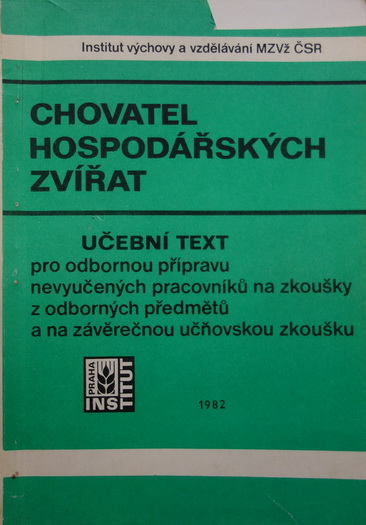 Institut výchovy a vzdělávání MZVž ČSR
CHOVATEL
HOSPODÁŘSKÝCH
ZVÍŘAT
UČEBNÍ TEXT
pro odbornou přípravu
nevyučených pracovníků na zkoušky
z odborných předmětů
a na závěrečnou učňovskou zkoušku
PRAHA
INSTITUT
1982